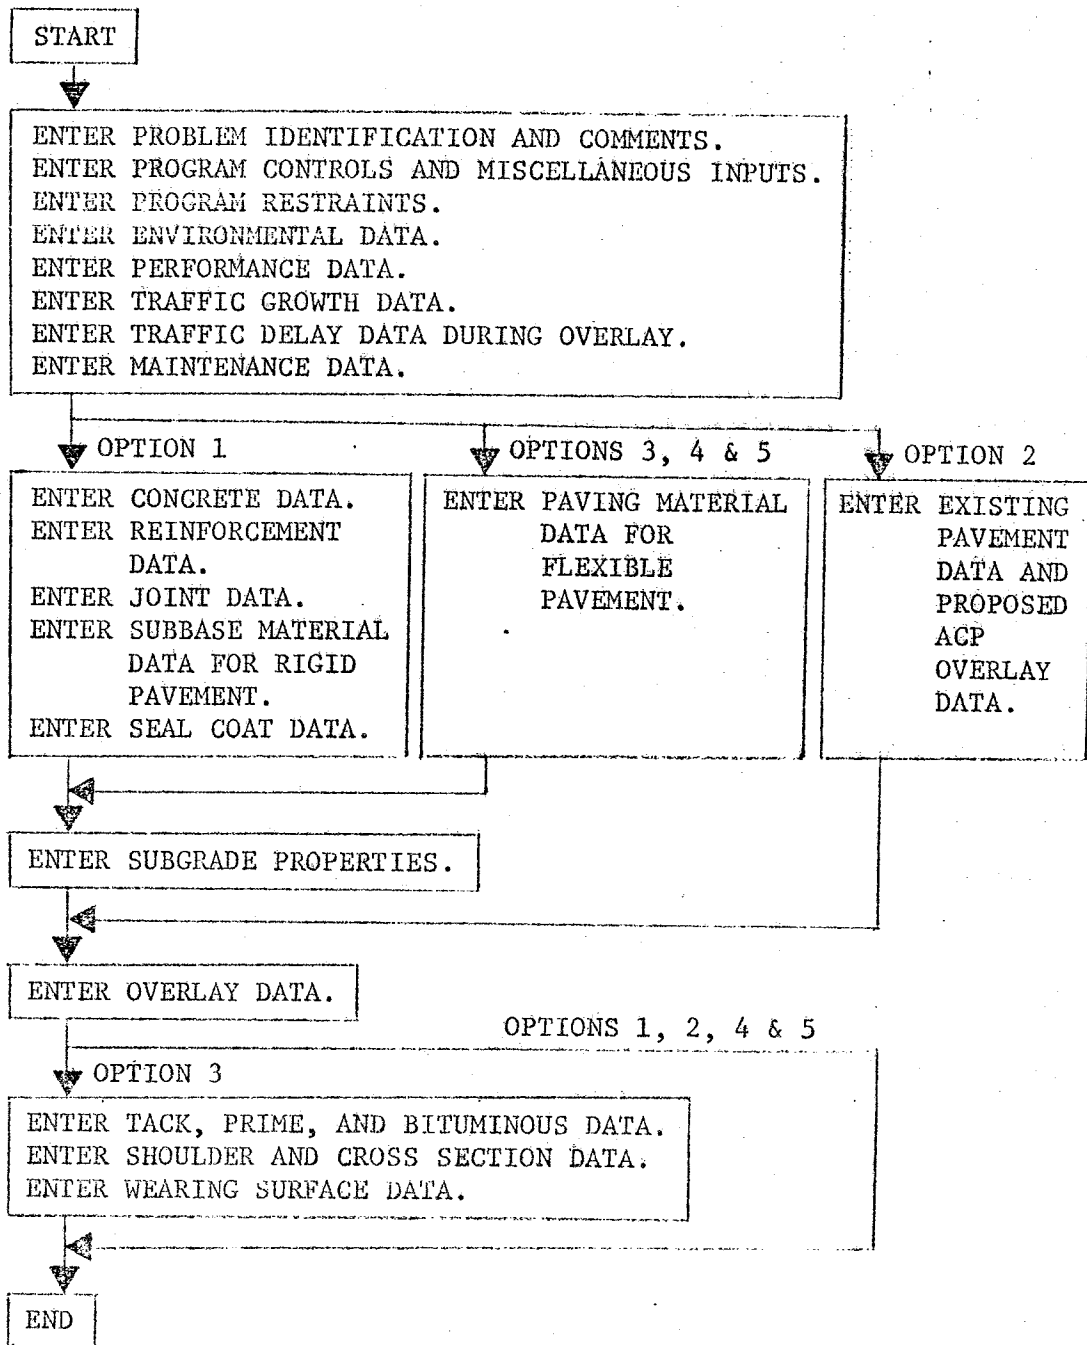 START
ENTER PROBLEM IDENTIFICATION AND COMMENTS.
ENTER PROGRAM CONTROLS AND MISCELLANEOUS INPUTS.
ENTER PROGRAM RESTRAINTS.
ENTER ENVIRONMENTAL DATA.
ENTER PERFORMANCE DATA.
ENTER TRAFFIC GROWTH DATA.
ENTER TRAFFIC DELAY DATA DURING OVERLAY.
ENTER MAINTENANCE DATA.
OPTION 1
ENTER CONCRETE DATA.
ENTER REINFORCEMENT
DATA.
ENTER JOINT DATA.
ENTER SUBBASE MATERIAL
DATA FOR RIGID
PAVEMENT.
ENTER SEAL COAT DATA.
OPTIONS 3, 4 & 5
ENTER PAVING MATERIAL
DATA FOR
FLEXIBLE
PAVEMENT.
OPTION 2
ENTER EXISTING
PAVEMENT
DATA AND
PROPOSED
ACP
OVERLAY
DATA.
ENTER SUBGRADE PROPERTIES.
ENTER OVERLAY DATA.
OPTIONS 1, 2, 4 & 5
OPTION 3
ENTER TACK, PRIME, AND BITUMINOUS DATA.
ENTER SHOULDER AND CROSS SECTION DATA.
ENTER WEARING SURFACE DATA.
END